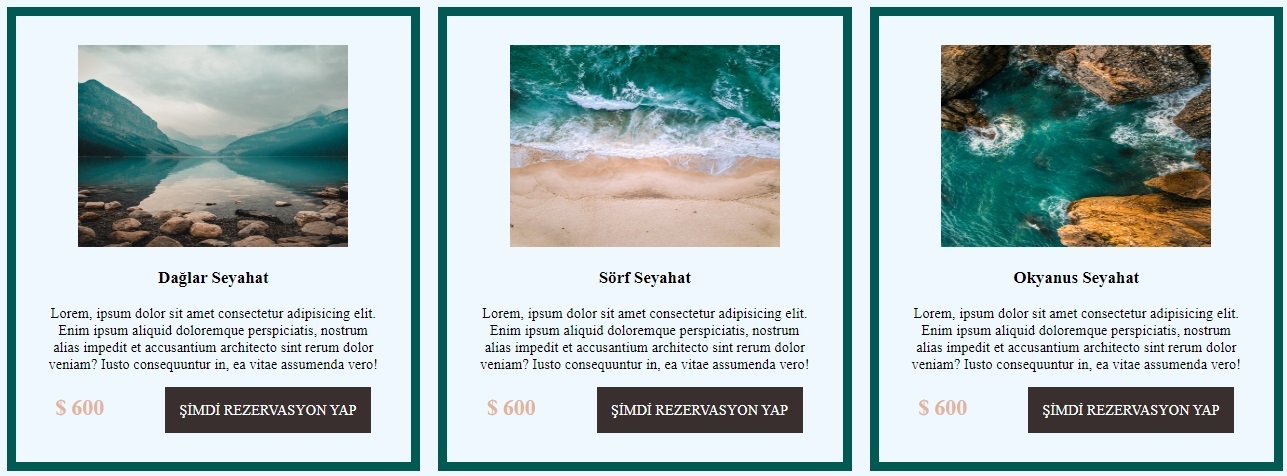 Dağlar Seyahat
Lorem, ipsum dolor sit amet consectetur adipisicing elit.
Enim ipsum aliquid doloremque perspiciatis, nostrum
alias impedit et accusantium architecto sint rerum dolor
veniam? Iusto consequuntur in, ea vitae assumenda vero!
$ 600
ŞİMDİ REZERVASYON YAP
Sörf Seyahat
Lorem, ipsum dolor sit amet consectetur adipisicing elit.
Enim ipsum aliquid doloremque perspiciatis, nostrum
alias impedit et accusantium architecto sint rerum dolor
veniam? Iusto consequuntur in, ea vitae assumenda vero!
$ 600
ŞİMDİ REZERVASYON YAP
Okyanus Seyahat
Lorem, ipsum dolor sit amet consectetur adipisicing elit.
Enim ipsum aliquid doloremque perspiciatis, nostrum
alias impedit et accusantium architecto sint rerum dolor
veniam? Iusto consequuntur in, ea vitae assumenda vero!
$ 600
ŞİMDİ REZERVASYON YAP